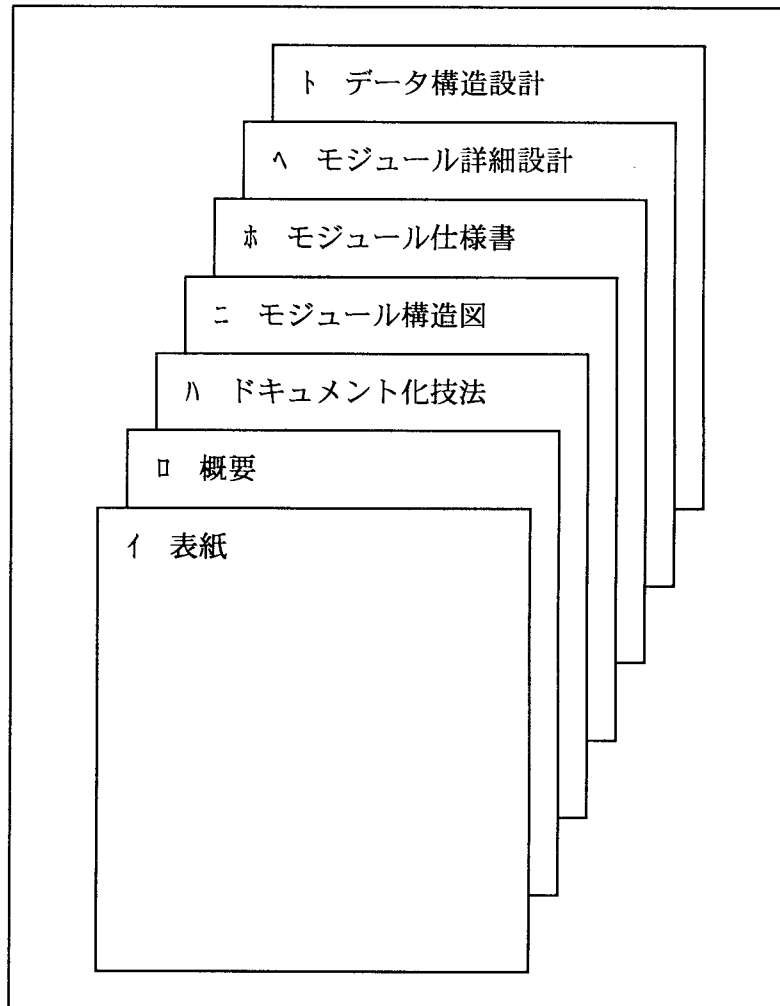 ト データ構造設計
ヘ モジュール詳細設計
ホ モジュール仕様書
ニ モジュール構造図
ハ ドキュメント化技法
ロ 概要
イ 表紙